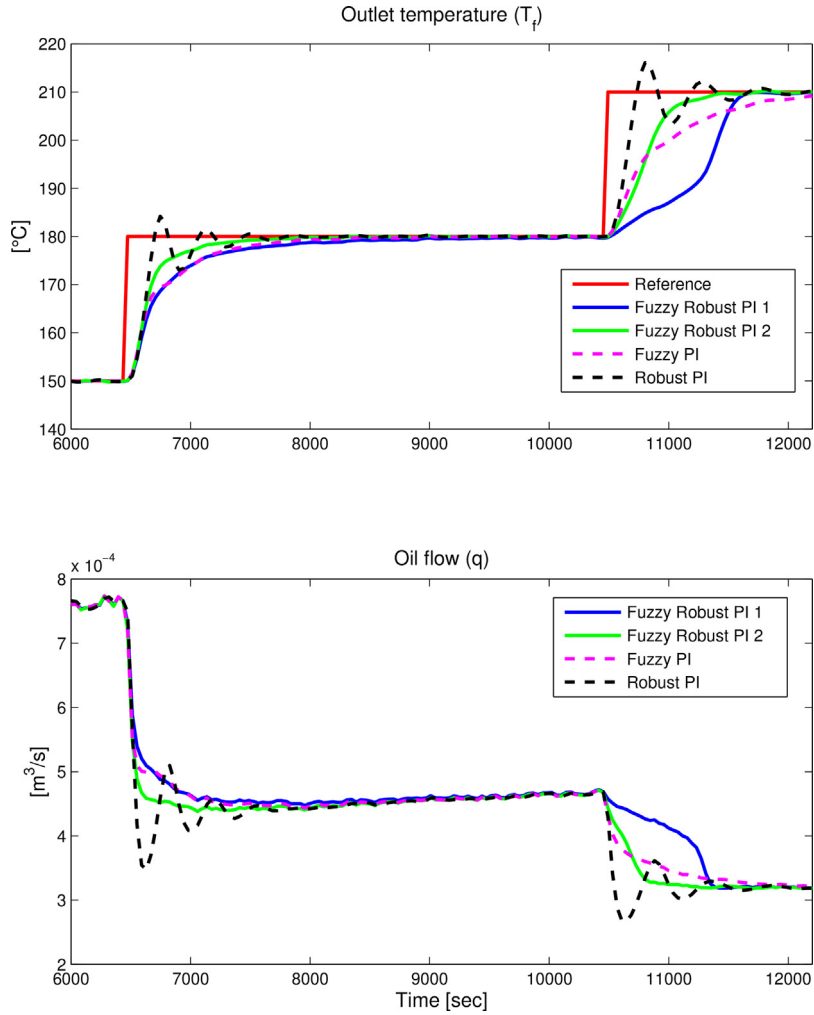 Outlet temperature (T_f)
220
210
200
190
180
170
160
150
140
[°C]
Reference
Fuzzy Robust PI 1
Fuzzy Robust PI 2
Fuzzy PI
Robust PI
6000 7000 8000 9000 10000 11000 12000
x 10⁻⁴
Oil flow (q)
8
7
6
5
4
3
2
[m³/s]
Fuzzy Robust PI 1
Fuzzy Robust PI 2
Fuzzy PI
Robust PI
6000 7000 8000 9000 10000 11000 12000
Time [sec]